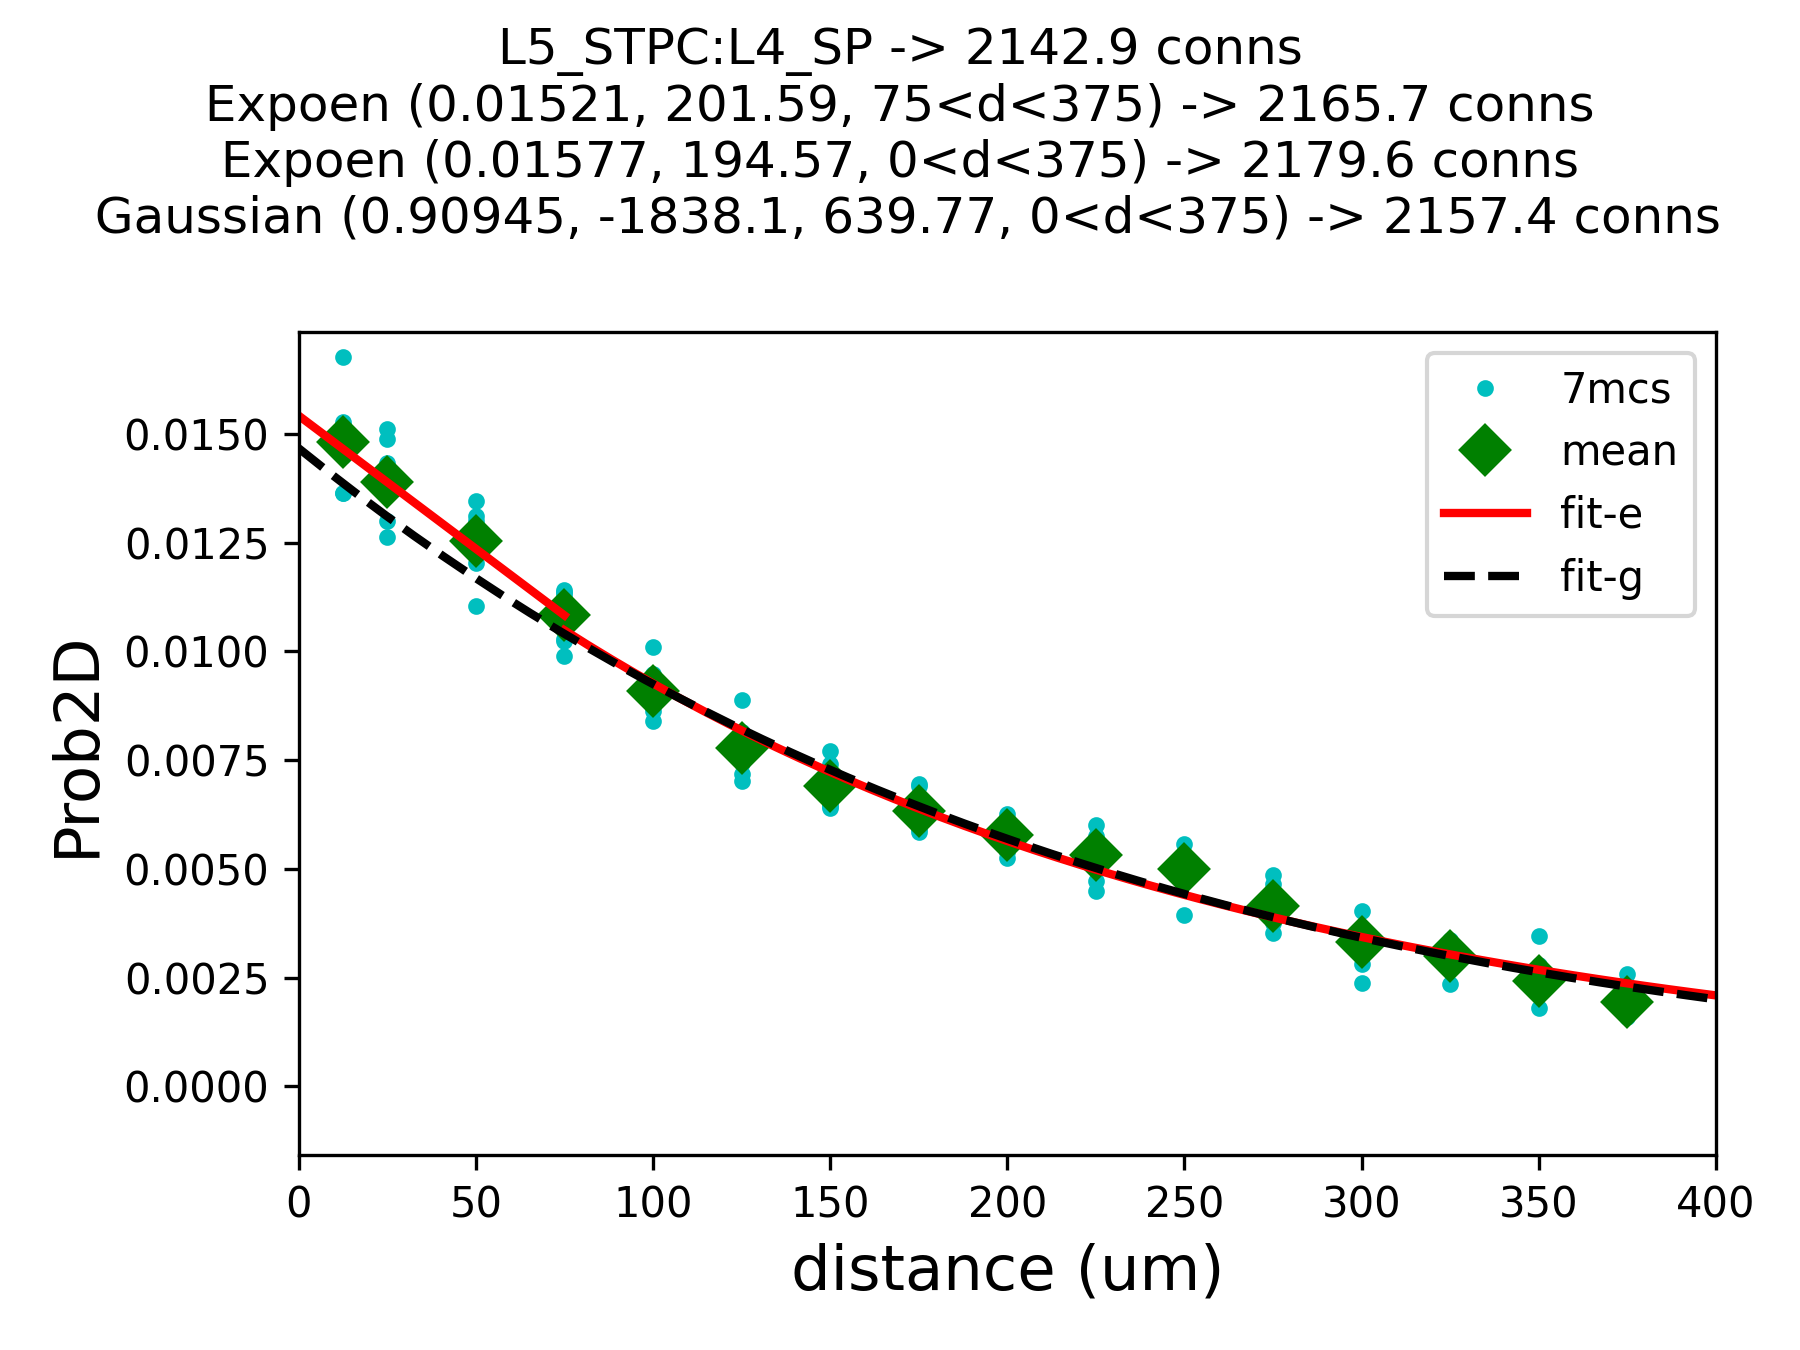 L5_STPC:L4_SP -> 2142.9 conns
Expoen (0.01521, 201.59, 75<d<375) -> 2165.7 conns
Expoen (0.01577, 194.57, 0<d<375) -> 2179.6 conns
Gaussian (0.90945, -1838.1, 639.77, 0<d<375) -> 2157.4 conns
7mcs
mean
fit-e
fit-g
Prob2D
0.0150
0.0125
0.0100
0.0075
0.0050
0.0025
0.0000
0 50 100 150 200 250 300 350 400
distance (um)